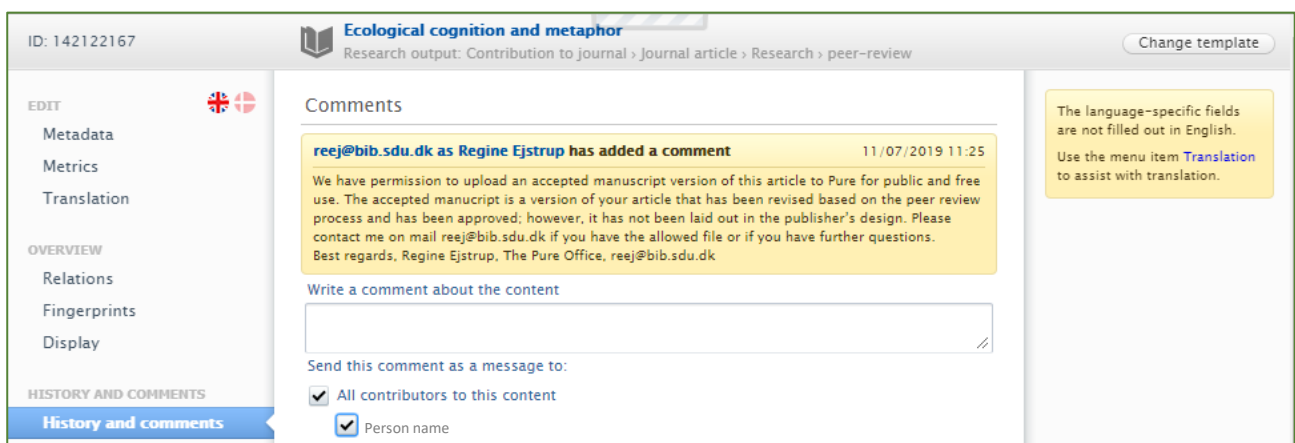 ID: 142122167
Ecological cognition and metaphor
Research output: Contribution to journal › Journal article › Research › peer-review
Change template
EDIT
Metadata
Metrics
Translation
OVERVIEW
Relations
Fingerprints
Display
HISTORY AND COMMENTS
History and comments
Comments
reej@bib.sdu.dk as Regine Ejstrup has added a comment 11/07/2019 11:25
We have permission to upload an accepted manuscript version of this article to Pure for public and free
use. The accepted manucript is a version of your article that has been revised based on the peer review
process and has been approved; however, it has not been laid out in the publisher's design. Please
contact me on mail reej@bib.sdu.dk if you have the allowed file or if you have further questions.
Best regards, Regine Ejstrup, The Pure Office, reej@bib.sdu.dk
Write a comment about the content
Send this comment as a message to:
All contributors to this content
Person name
The language-specific fields
are not filled out in English.
Use the menu item Translation
to assist with translation.